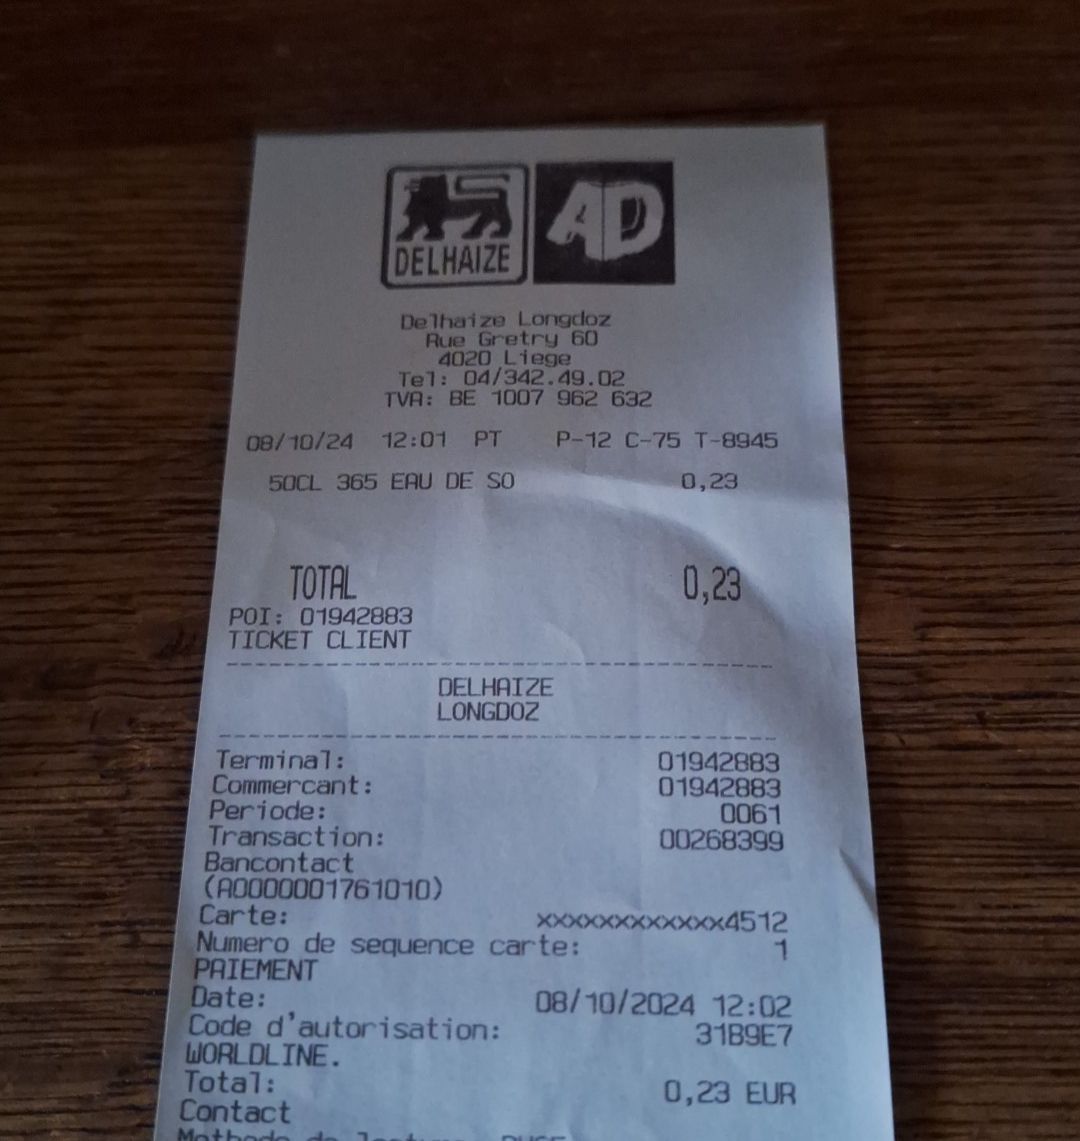 DELHAIZE AD
Delhaize Longdoz
Rue Gretry 60
4020 Liege
Tel: 04/342.49.02
TVA: BE 1007 962 632
08/10/24 12:01 PT P-12 C-75 T-8945
50CL 365 EAU DE SO 0,23
TOTAL 0,23
POI: 01942883
TICKET CLIENT
DELHAIZE
LONGDOZ
Terminal: 01942883
Commercant: 01942883
Periode: 0061
Transaction: 00268399
Bancontact
(A0000001761010)
Carte: xxxxxxxxxxxx4512
Numero de sequence carte: 1
PAIEMENT
Date: 08/10/2024 12:02
Code d'autorisation: 31B9E7
WORLDLINE.
Total: 0,23 EUR
Contact
Methode de lecture: